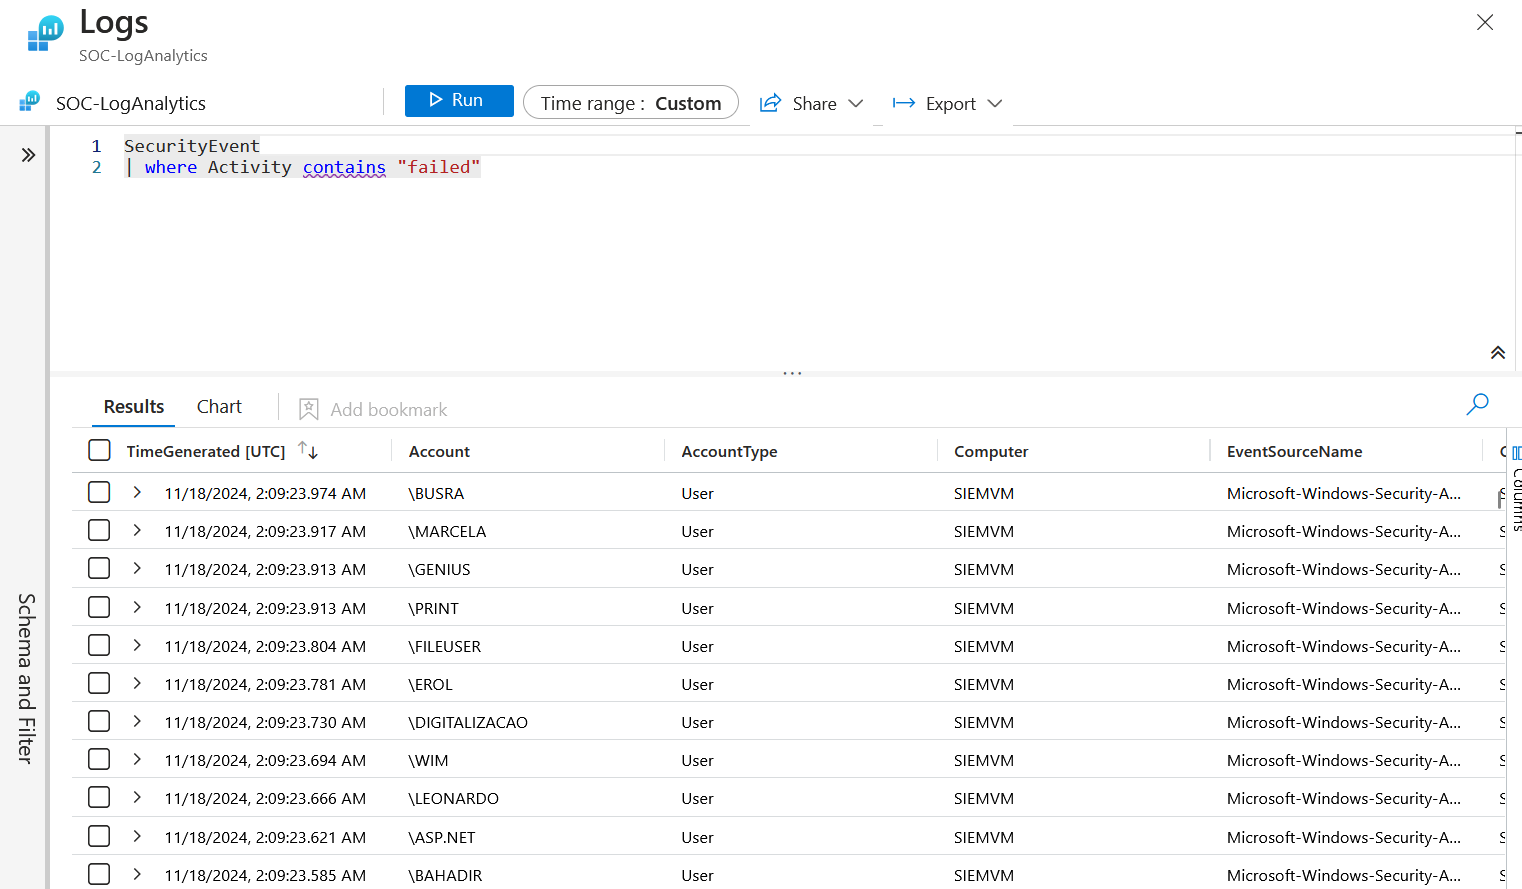 Logs
SOC-LogAnalytics
SOC-LogAnalytics
Run
Time range : Custom
Share
Export
1 SecurityEvent
2 | where Activity contains "failed"
Schema and Filter
Results Chart Add bookmark
TimeGenerated [UTC] Account AccountType Computer EventSourceName
Columns
11/18/2024, 2:09:23.974 AM \BUSRA User SIEMVM Microsoft-Windows-Security-A...
11/18/2024, 2:09:23.917 AM \MARCELA User SIEMVM Microsoft-Windows-Security-A...
11/18/2024, 2:09:23.913 AM \GENIUS User SIEMVM Microsoft-Windows-Security-A...
11/18/2024, 2:09:23.913 AM \PRINT User SIEMVM Microsoft-Windows-Security-A...
11/18/2024, 2:09:23.804 AM \FILEUSER User SIEMVM Microsoft-Windows-Security-A...
11/18/2024, 2:09:23.781 AM \EROL User SIEMVM Microsoft-Windows-Security-A...
11/18/2024, 2:09:23.730 AM \DIGITALIZACAO User SIEMVM Microsoft-Windows-Security-A...
11/18/2024, 2:09:23.694 AM \WIM User SIEMVM Microsoft-Windows-Security-A...
11/18/2024, 2:09:23.666 AM \LEONARDO User SIEMVM Microsoft-Windows-Security-A...
11/18/2024, 2:09:23.621 AM \ASP.NET User SIEMVM Microsoft-Windows-Security-A...
11/18/2024, 2:09:23.585 AM \BAHADIR User SIEMVM Microsoft-Windows-Security-A...